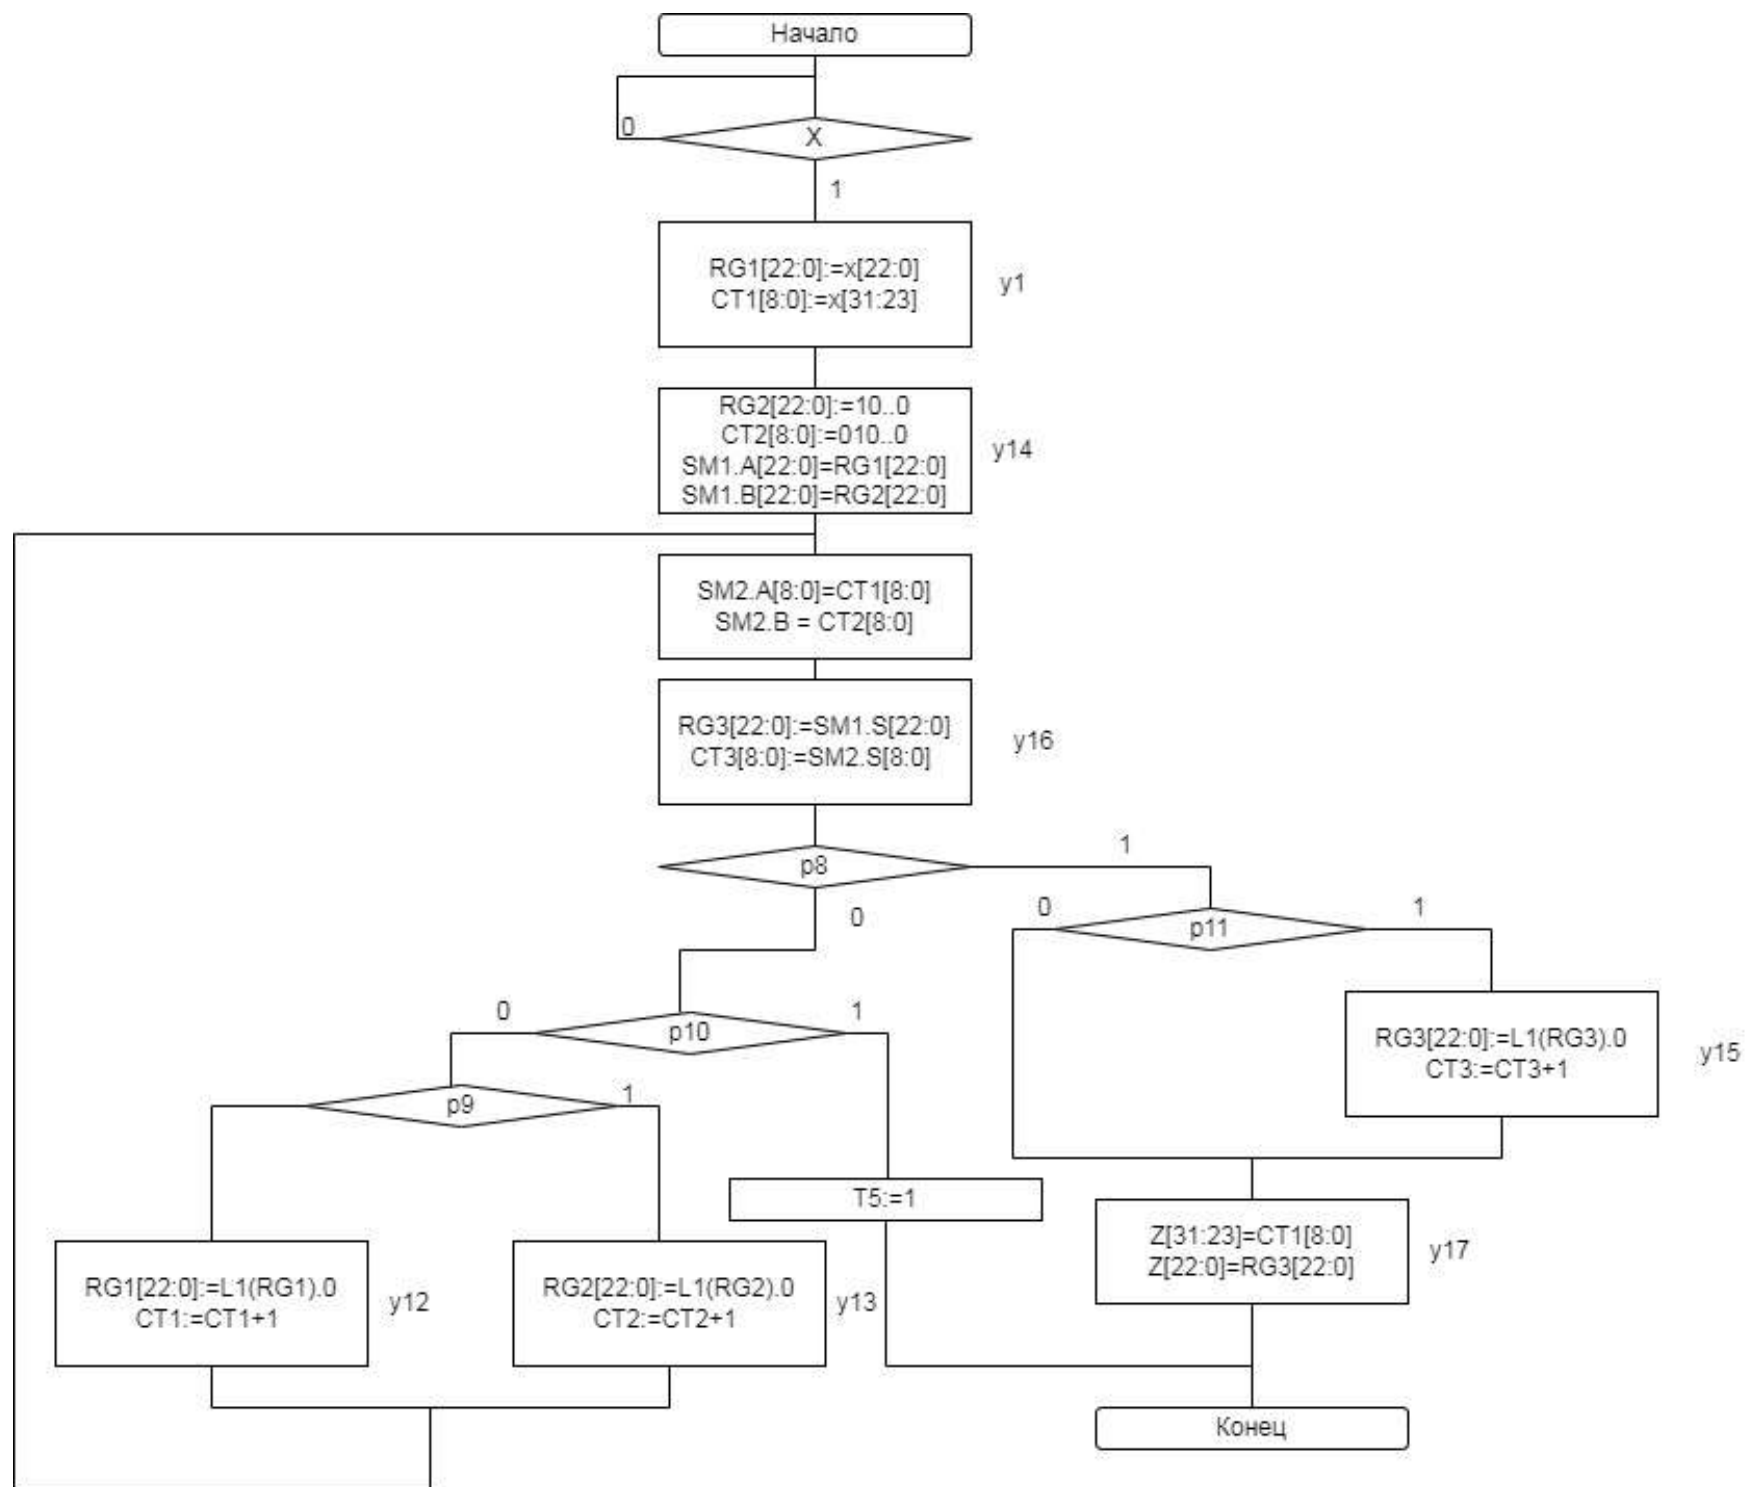 Начало
0
X
1
RG1[22:0]:=x[22:0]
CT1[8:0]:=x[31:23]
y1
RG2[22:0]:=10..0
CT2[8:0]:=010..0
SM1.A[22:0]=RG1[22:0]
SM1.B[22:0]=RG2[22:0]
y14
SM2.A[8:0]=CT1[8:0]
SM2.B = CT2[8:0]
RG3[22:0]:=SM1.S[22:0]
CT3[8:0]:=SM2.S[8:0]
y16
p8
1
0
0
p11
1
0
p10
1
RG3[22:0]:=L1(RG3).0
CT3:=CT3+1
y15
p9
1
T5:=1
Z[31:23]=CT1[8:0]
Z[22:0]=RG3[22:0]
y17
RG1[22:0]:=L1(RG1).0
CT1:=CT1+1
y12
RG2[22:0]:=L1(RG2).0
CT2:=CT2+1
y13
Конец